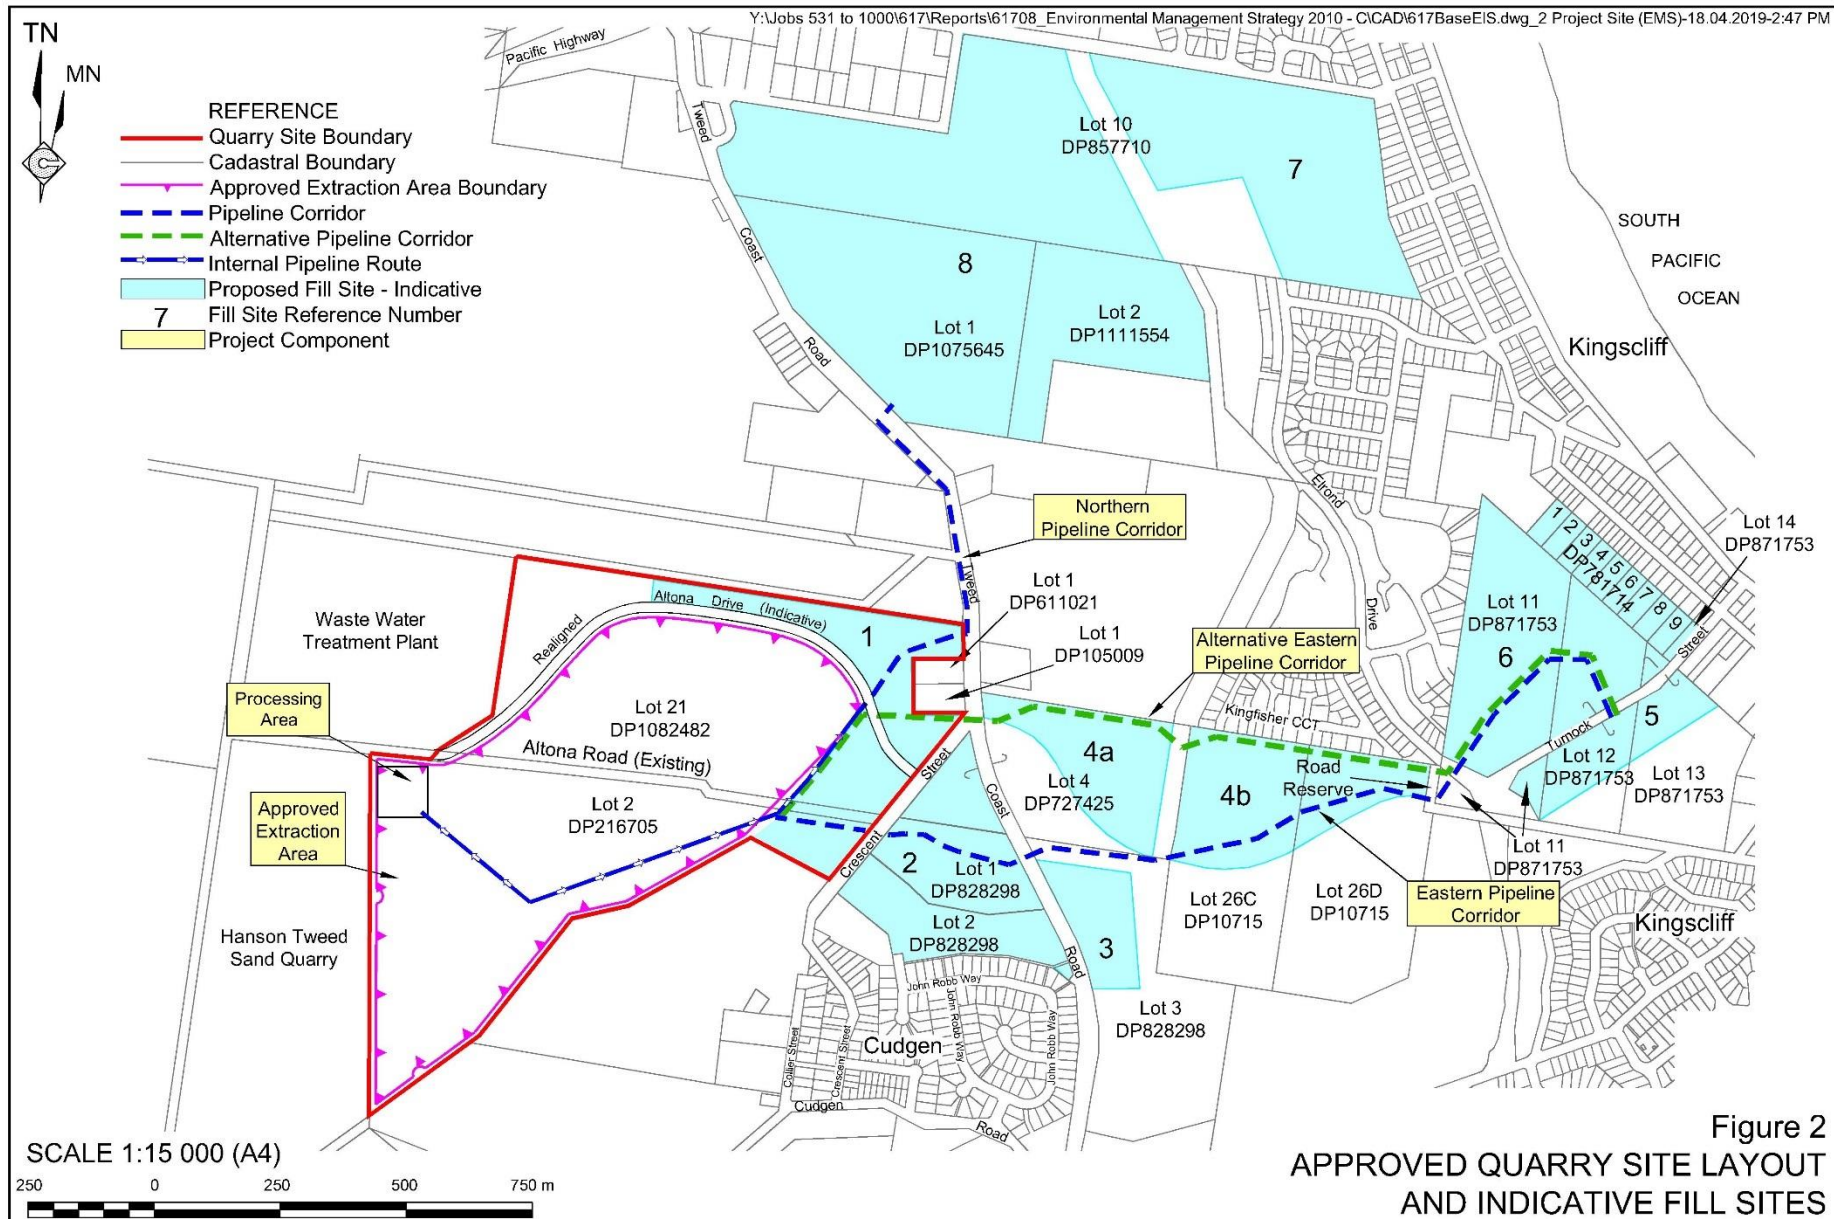 Y:\Jobs 531 to 1000\617\Reports\61708_Environmental Management Strategy 2010 - C\CAD\617BaseEIS.dwg_2 Project Site (EMS)-18.04.2019-2:47 PM
TN
MN
REFERENCE
Quarry Site Boundary
Cadastral Boundary
Approved Extraction Area Boundary
Pipeline Corridor
Alternative Pipeline Corridor
Internal Pipeline Route
Proposed Fill Site - Indicative
7
Fill Site Reference Number
Project Component
Pacific Highway
Tweed
Coast
Road
Lot 10
DP857710
7
8
Lot 1
DP1075645
Lot 2
DP1111554
SOUTH
PACIFIC
OCEAN
Kingscliff
Elrond
Drive
Northern
Pipeline Corridor
Tweed
Lot 1
DP611021
Lot 1
DP105009
Alternative Eastern
Pipeline Corridor
Kingfisher CCT
Lot 14
DP871753
1
2
3
4
5
6
7
8
9
DP781714
Lot 11
DP871753
6
Street
Turnock
5
Lot 12
DP871753
Lot 13
DP871753
Waste Water
Treatment Plant
Realigned
Altona Drive (Indicative)
1
Processing
Area
Lot 21
DP1082482
Altona Road (Existing)
Approved
Extraction
Area
Lot 2
DP216705
Street
Crescent
Coast
4a
Lot 4
DP727425
4b
Road
Reserve
Lot 11
DP871753
2
Lot 1
DP828298
Lot 2
DP828298
3
Road
Lot 26C
DP10715
Lot 26D
DP10715
Eastern Pipeline
Corridor
Kingscliff
Hanson Tweed
Sand Quarry
Lot 3
DP828298
John Robb Way
John Robb Way
John Robb Way
Cudgen
Collier Street
Crescent Street
Cudgen
Road
SCALE 1:15 000 (A4)
250
0
250
500
750 m
Figure 2
APPROVED QUARRY SITE LAYOUT
AND INDICATIVE FILL SITES